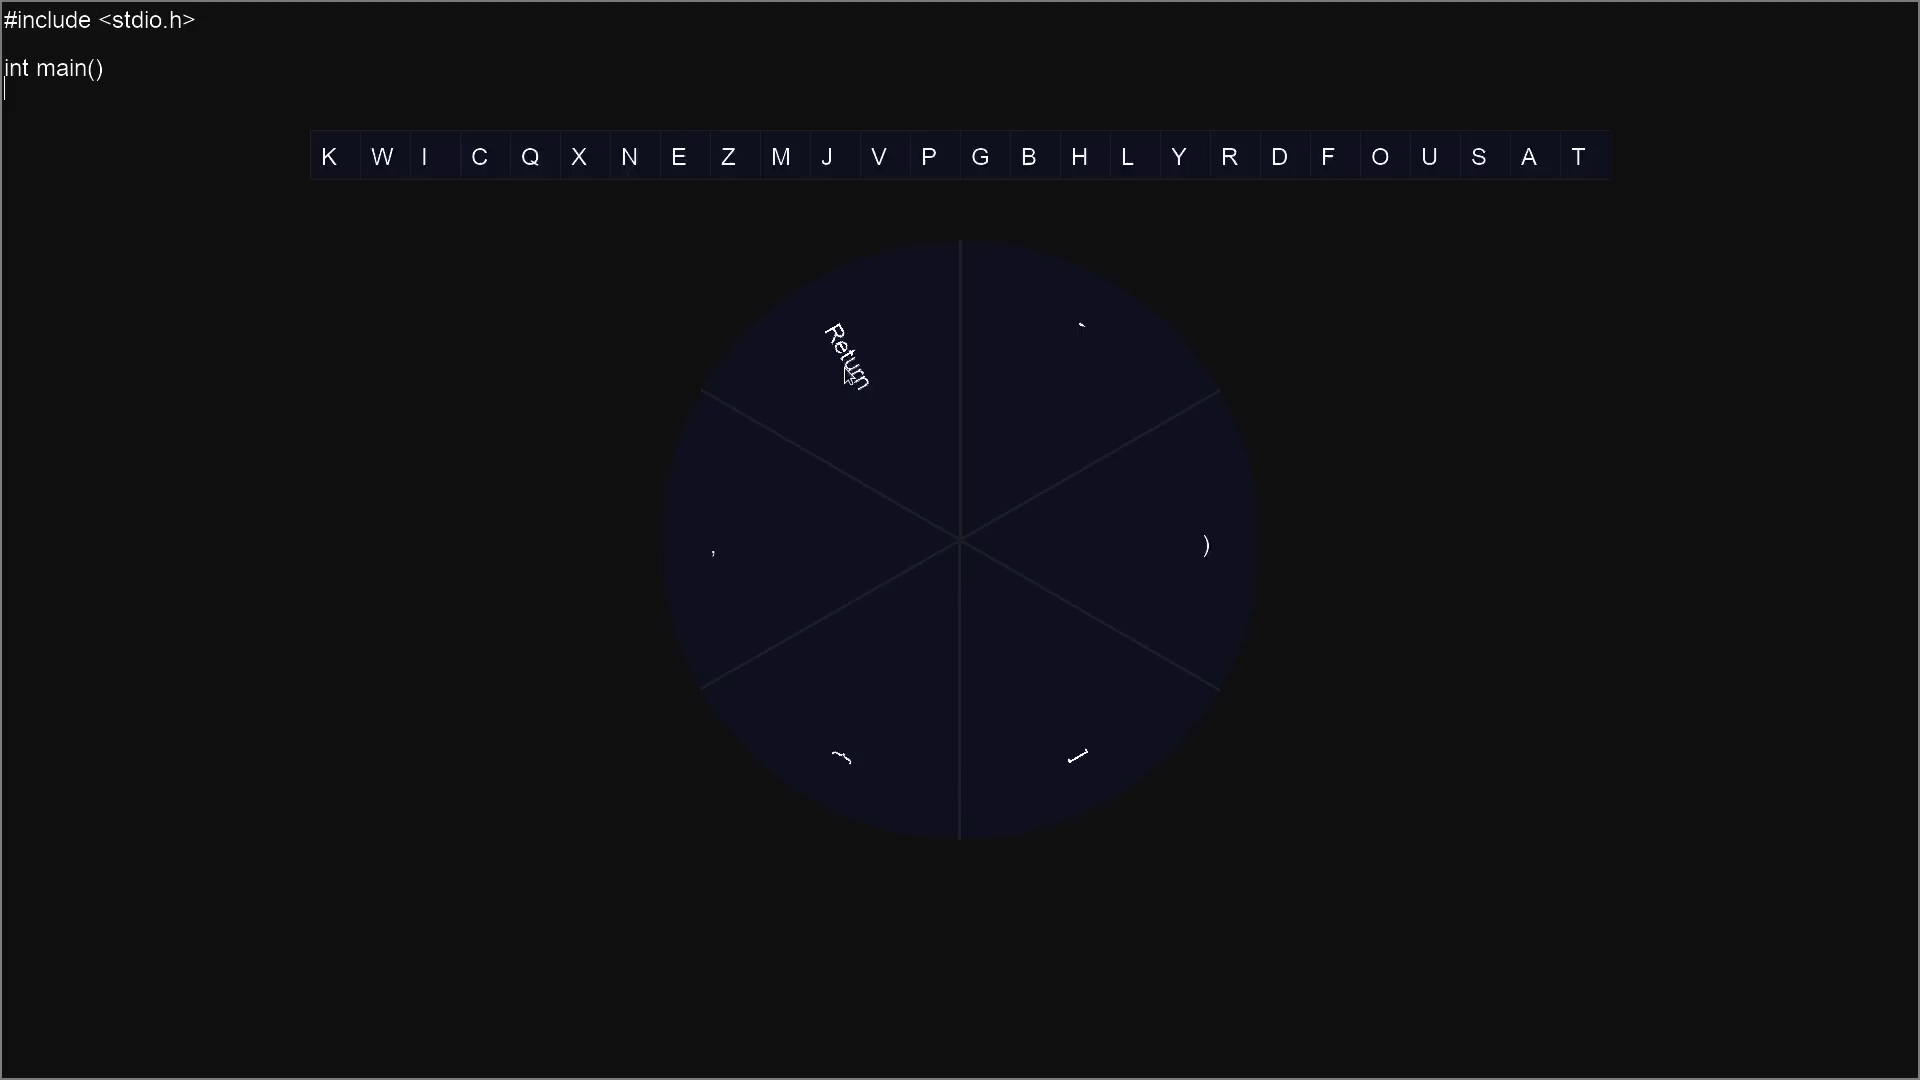 #include <stdio.h>
int main()
K W I C Q X N E Z M J V P G B H L Y R D F O U S A T
Return
`
,
)
}
]